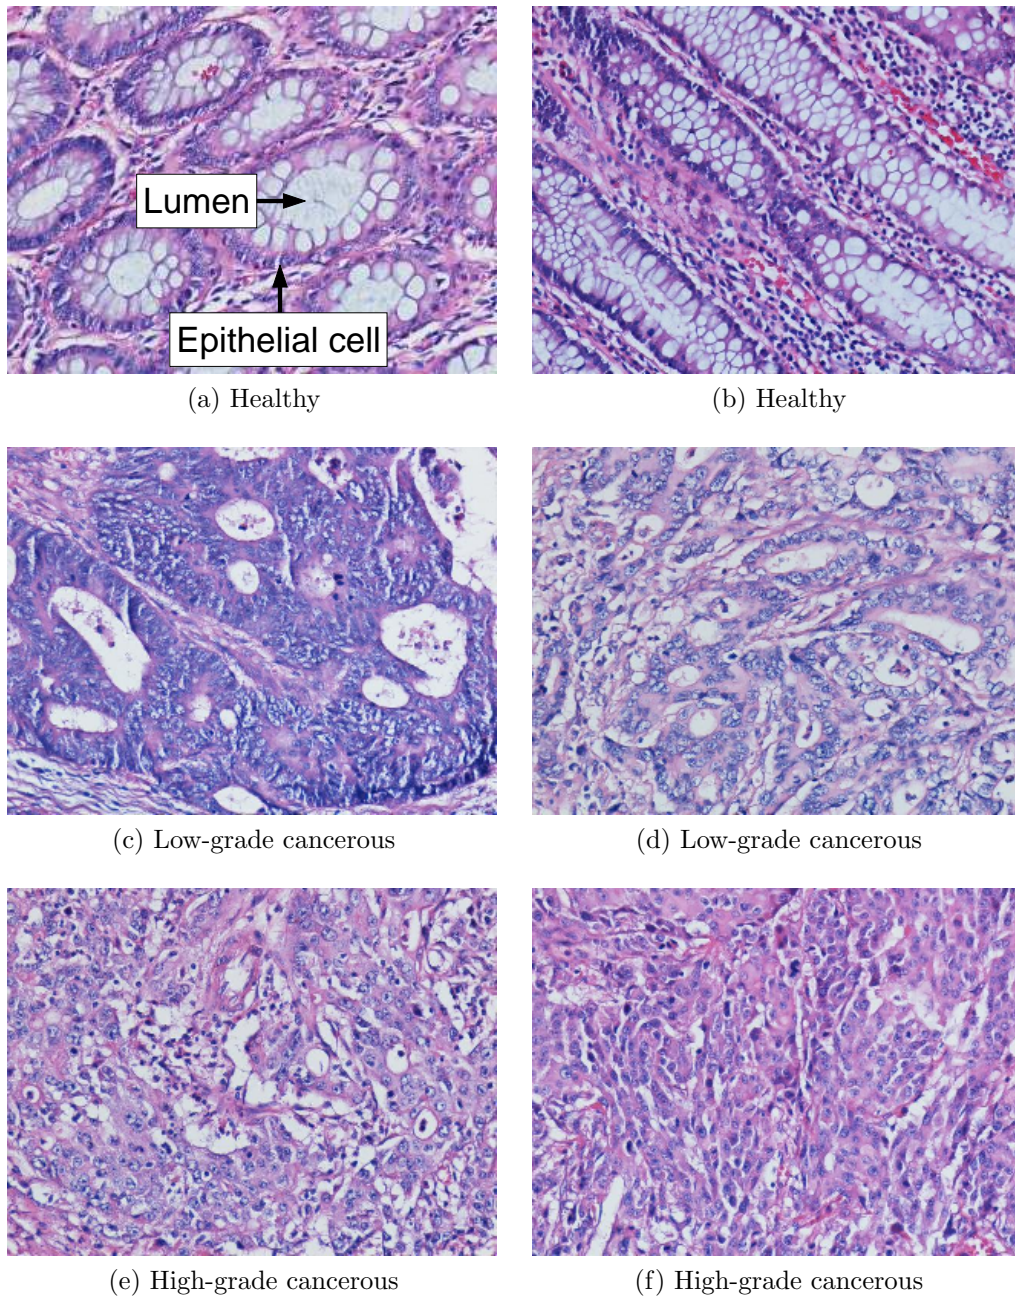 Lumen
Epithelial cell
(a) Healthy
(b) Healthy
(c) Low-grade cancerous
(d) Low-grade cancerous
(e) High-grade cancerous
(f) High-grade cancerous